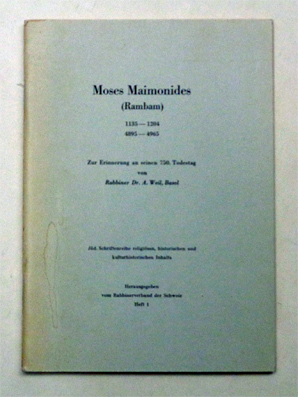 Moses Maimonides
(Rambam)
1135 — 1204
4895 — 4965
Zur Erinnerung an seinen 750. Todestag
von
Rabbiner Dr. A. Weil, Basel
Jüd. Schriftenreihe religiösen, historischen und
kulturhistorischen Inhalts
Herausgegeben
vom Rabbinerverband der Schweiz
Heft 1